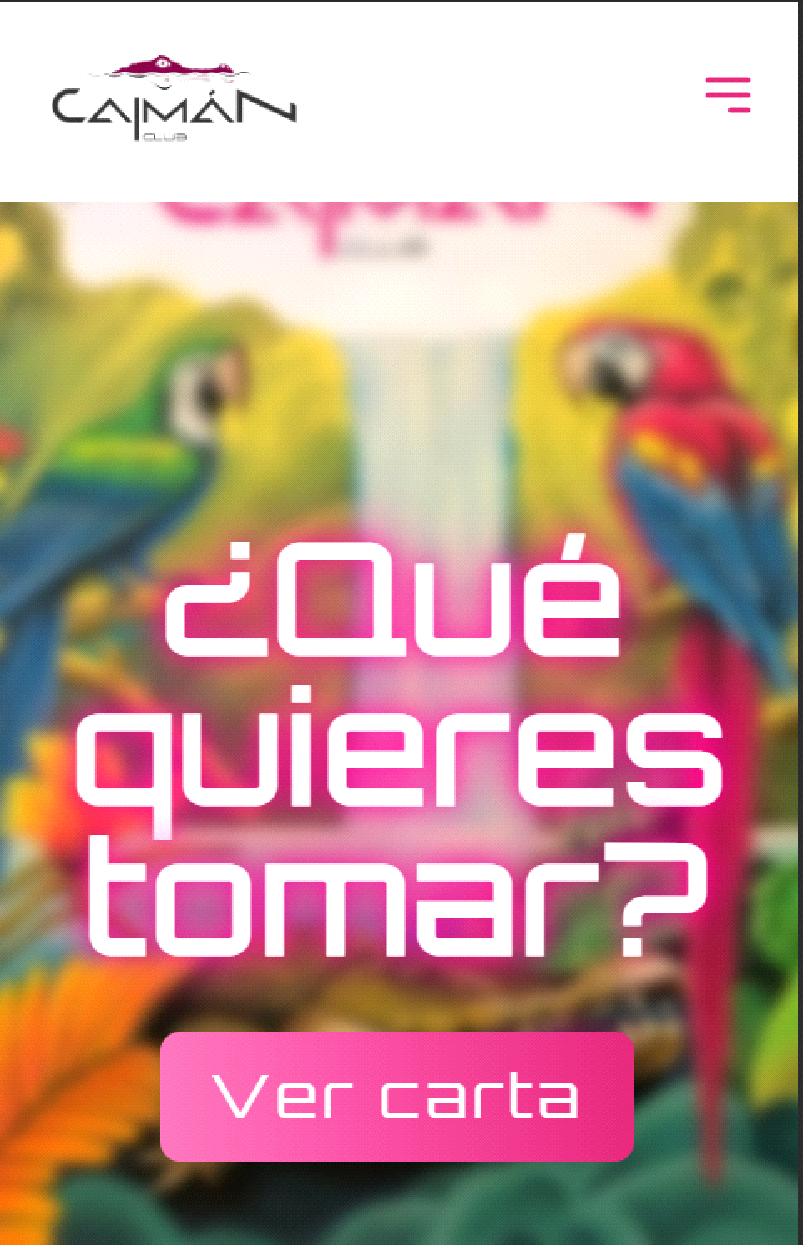 CAIMÁN
CLUB
¿Qué
quieres
tomar?
Ver carta